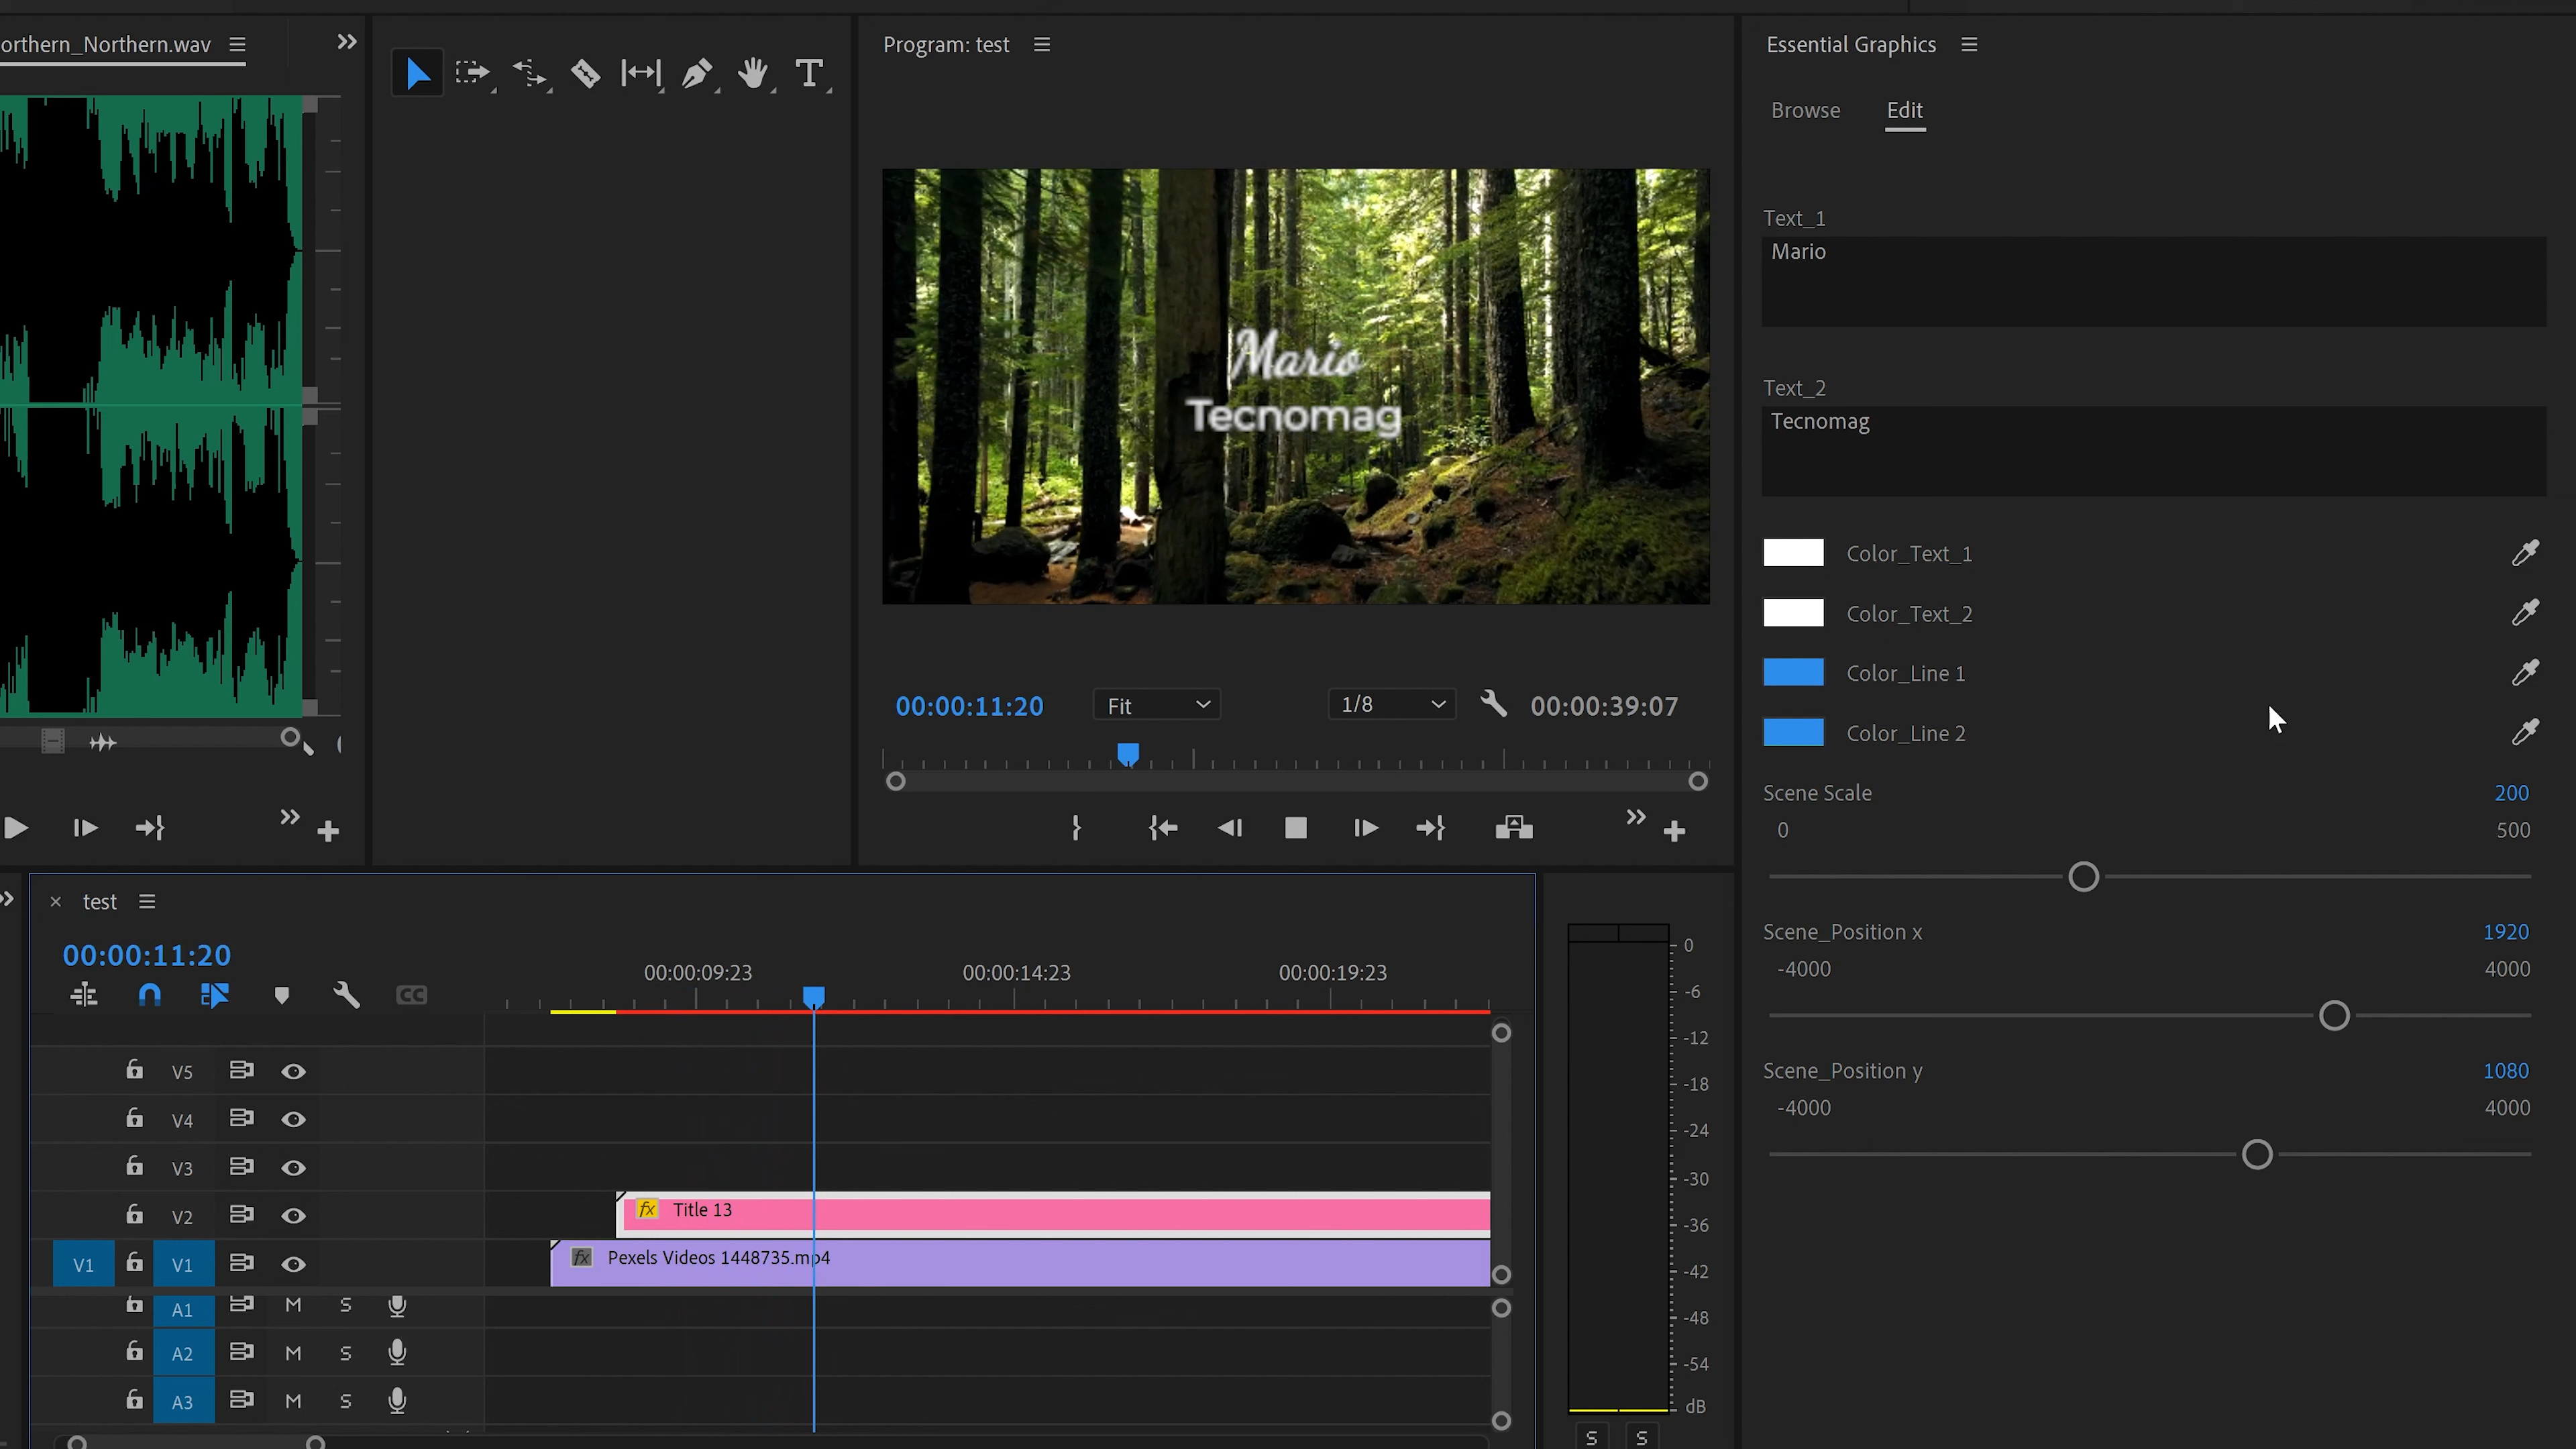 orthern_Northern.wav
Program: test
Essential Graphics
Browse
Edit
Text_1
Mario
Text_2
Tecnomag
Mario
Tecnomag
Color_Text_1
Color_Text_2
Color_Line 1
Color_Line 2
Scene Scale
200
0
500
Scene_Position x
1920
-4000
4000
Scene_Position y
1080
-4000
4000
00:00:11:20
Fit
1/8
00:00:39:07
test
00:00:11:20
CC
00:00:09:23
00:00:14:23
00:00:19:23
V5
V4
V3
V2
Title 13
V1
V1
Pexels Videos 1448735.mp4
A1
M
S
A2
M
S
A3
M
S
0
-6
-12
-18
-24
-30
-36
-42
-48
-54
dB
S
S